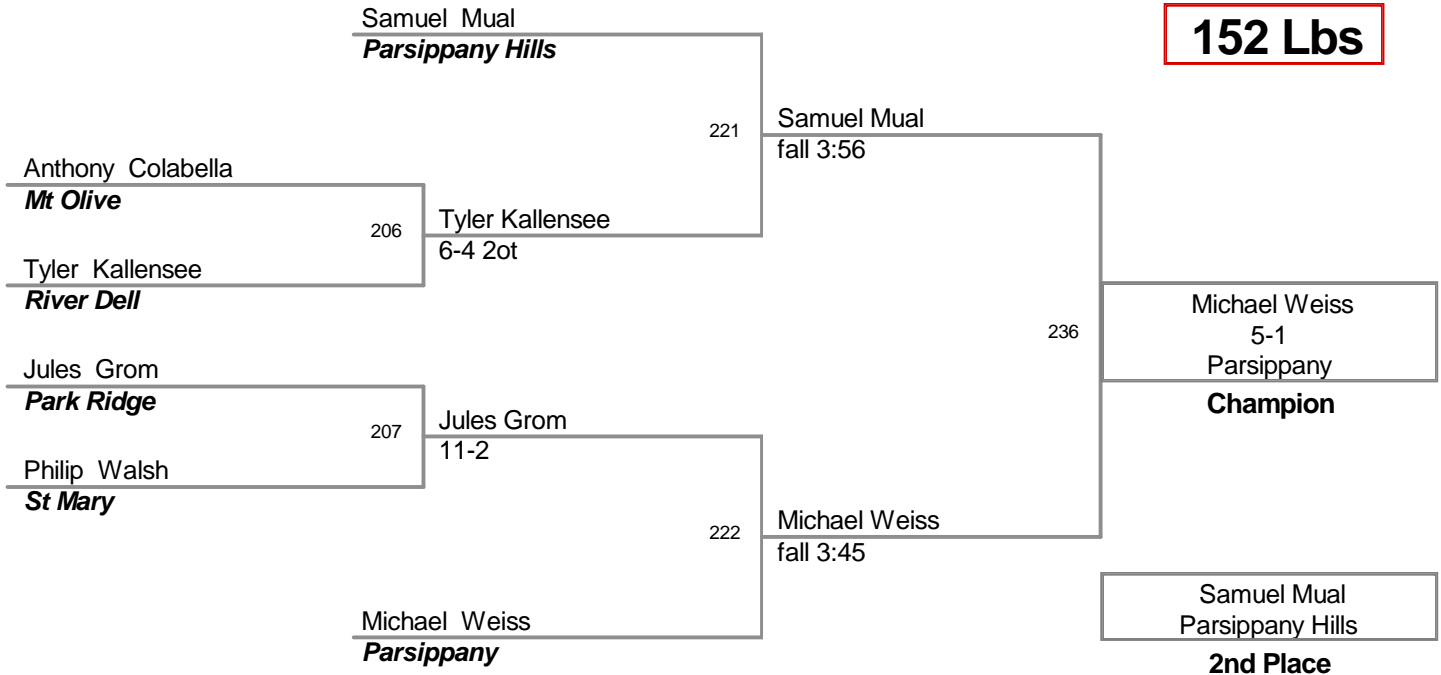 Samuel Mual
Parsippany Hills
152 Lbs
221
Samuel Mual
fall 3:56
Anthony Colabella
Mt Olive
206
Tyler Kallensee
6-4 2ot
Tyler Kallensee
River Dell
236
Michael Weiss
5-1
Parsippany
Champion
Jules Grom
Park Ridge
207
Jules Grom
11-2
Philip Walsh
St Mary
222
Michael Weiss
fall 3:45
Michael Weiss
Parsippany
Samuel Mual
Parsippany Hills
2nd Place